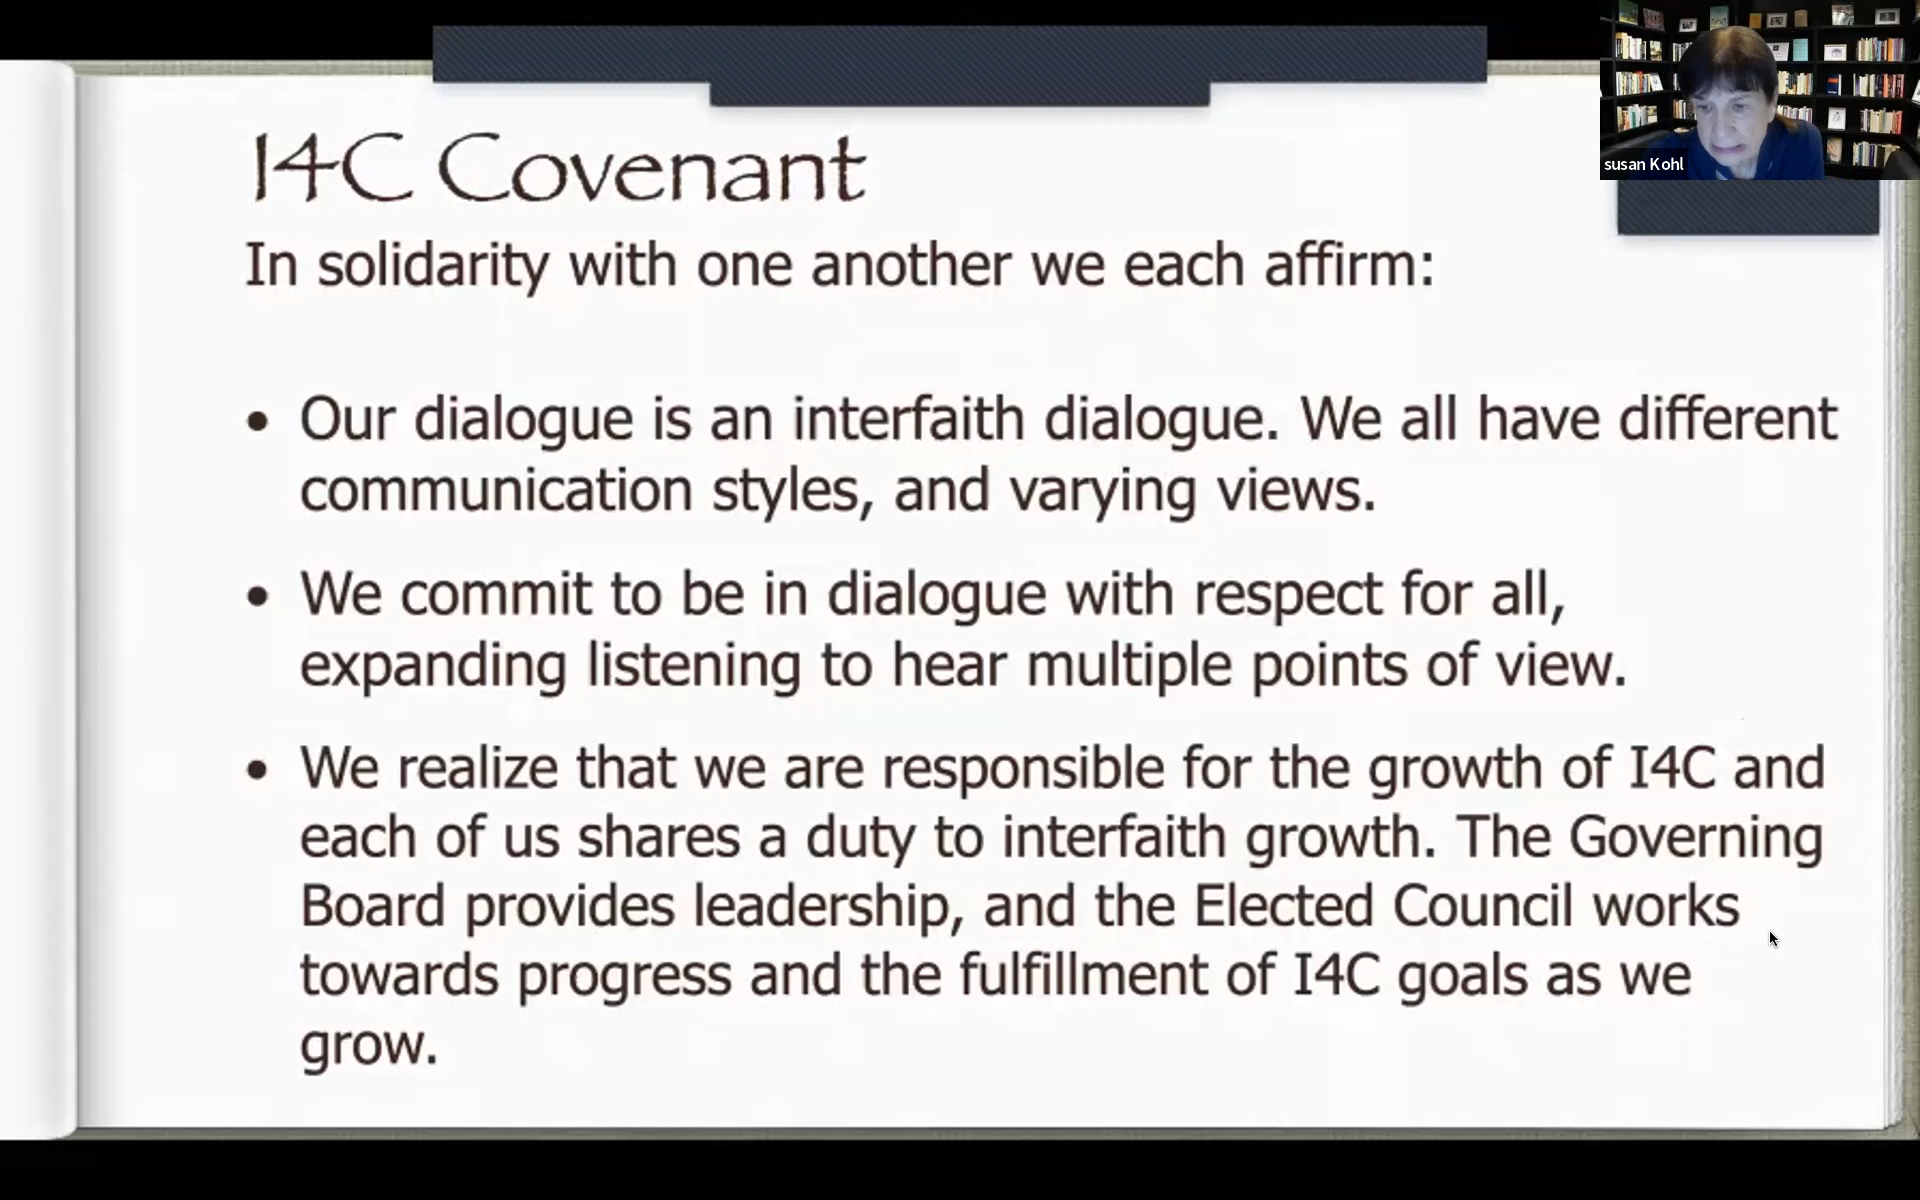 I4C Covenant
In solidarity with one another we each affirm:
• Our dialogue is an interfaith dialogue. We all have different
communication styles, and varying views.
• We commit to be in dialogue with respect for all,
expanding listening to hear multiple points of view.
• We realize that we are responsible for the growth of I4C and
each of us shares a duty to interfaith growth. The Governing
Board provides leadership, and the Elected Council works
towards progress and the fulfillment of I4C goals as we
grow.
susan Kohl